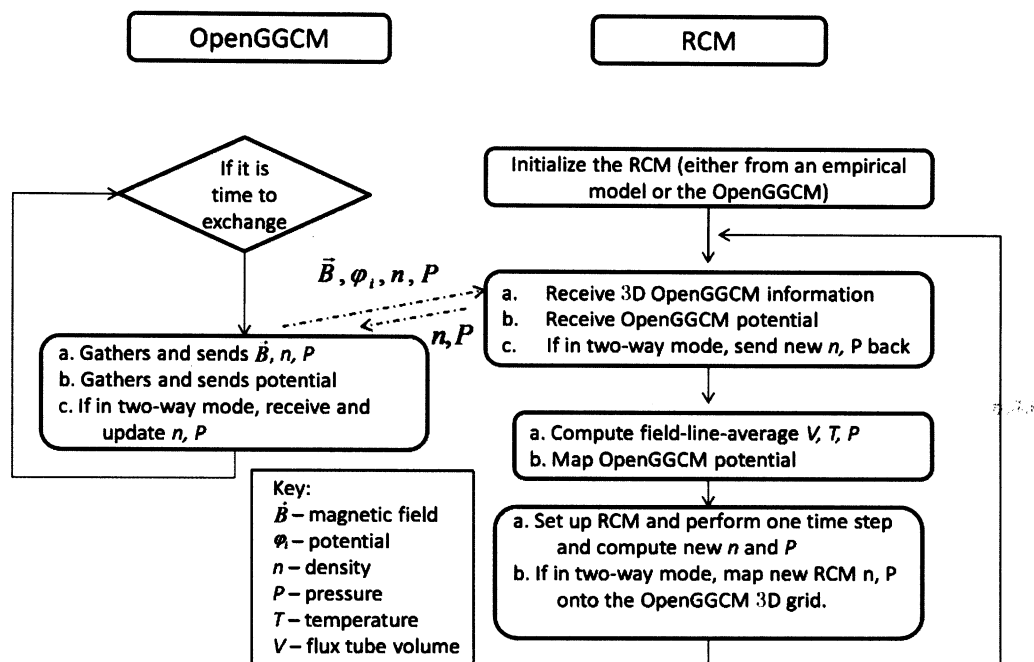 OpenGGCM
RCM
If it is
time to
exchange
Initialize the RCM (either from an empirical
model or the OpenGGCM)
B⃗, φᵢ, n, P
n, P
a. Gathers and sends Ḃ, n, P
b. Gathers and sends potential
c. If in two-way mode, receive and
update n, P
a. Receive 3D OpenGGCM information
b. Receive OpenGGCM potential
c. If in two-way mode, send new n, P back
a. Compute field-line-average V, T, P
b. Map OpenGGCM potential
a. Set up RCM and perform one time step
and compute new n and P
b. If in two-way mode, map new RCM n, P
onto the OpenGGCM 3D grid.
Key:
Ḃ – magnetic field
φᵢ – potential
n – density
P – pressure
T – temperature
V – flux tube volume